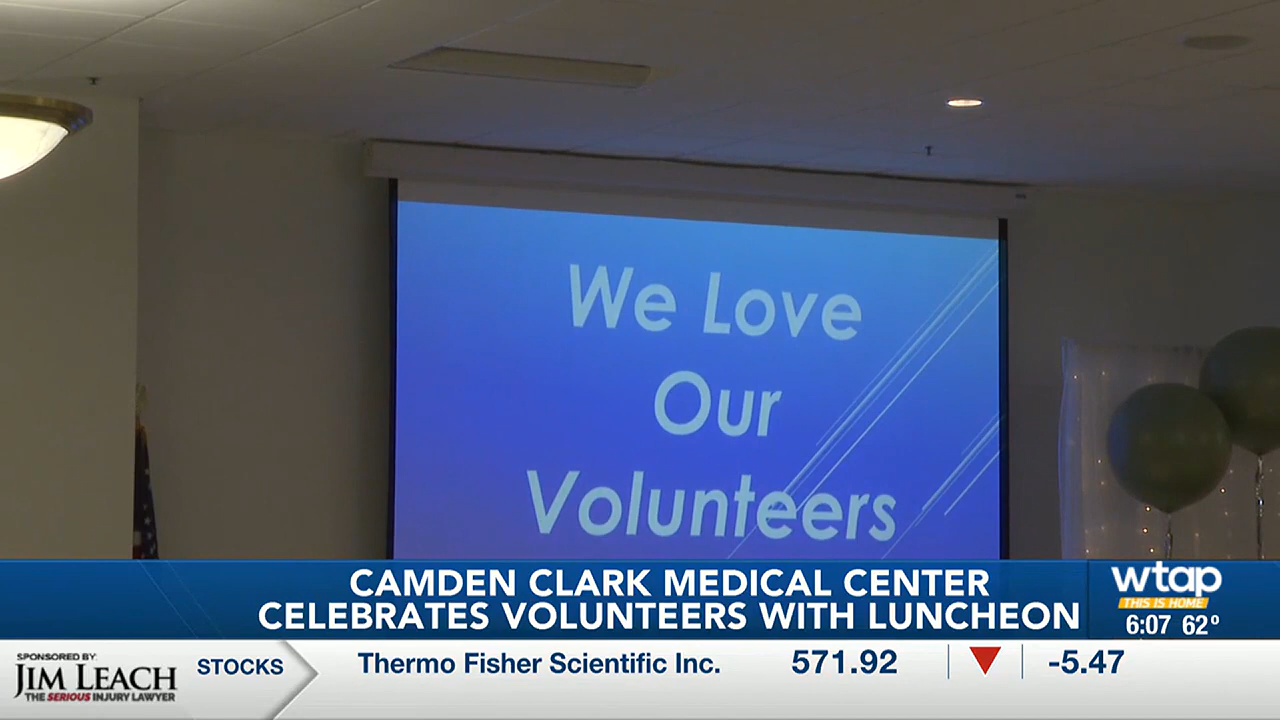 We Love
Our
Volunteers
CAMDEN CLARK MEDICAL CENTER
CELEBRATES VOLUNTEERS WITH LUNCHEON
wtap
THIS IS HOME
6:07 62°
SPONSORED BY:
JIM LEACH
THE SERIOUS INJURY LAWYER
STOCKS
Thermo Fisher Scientific Inc. 571.92 -5.47